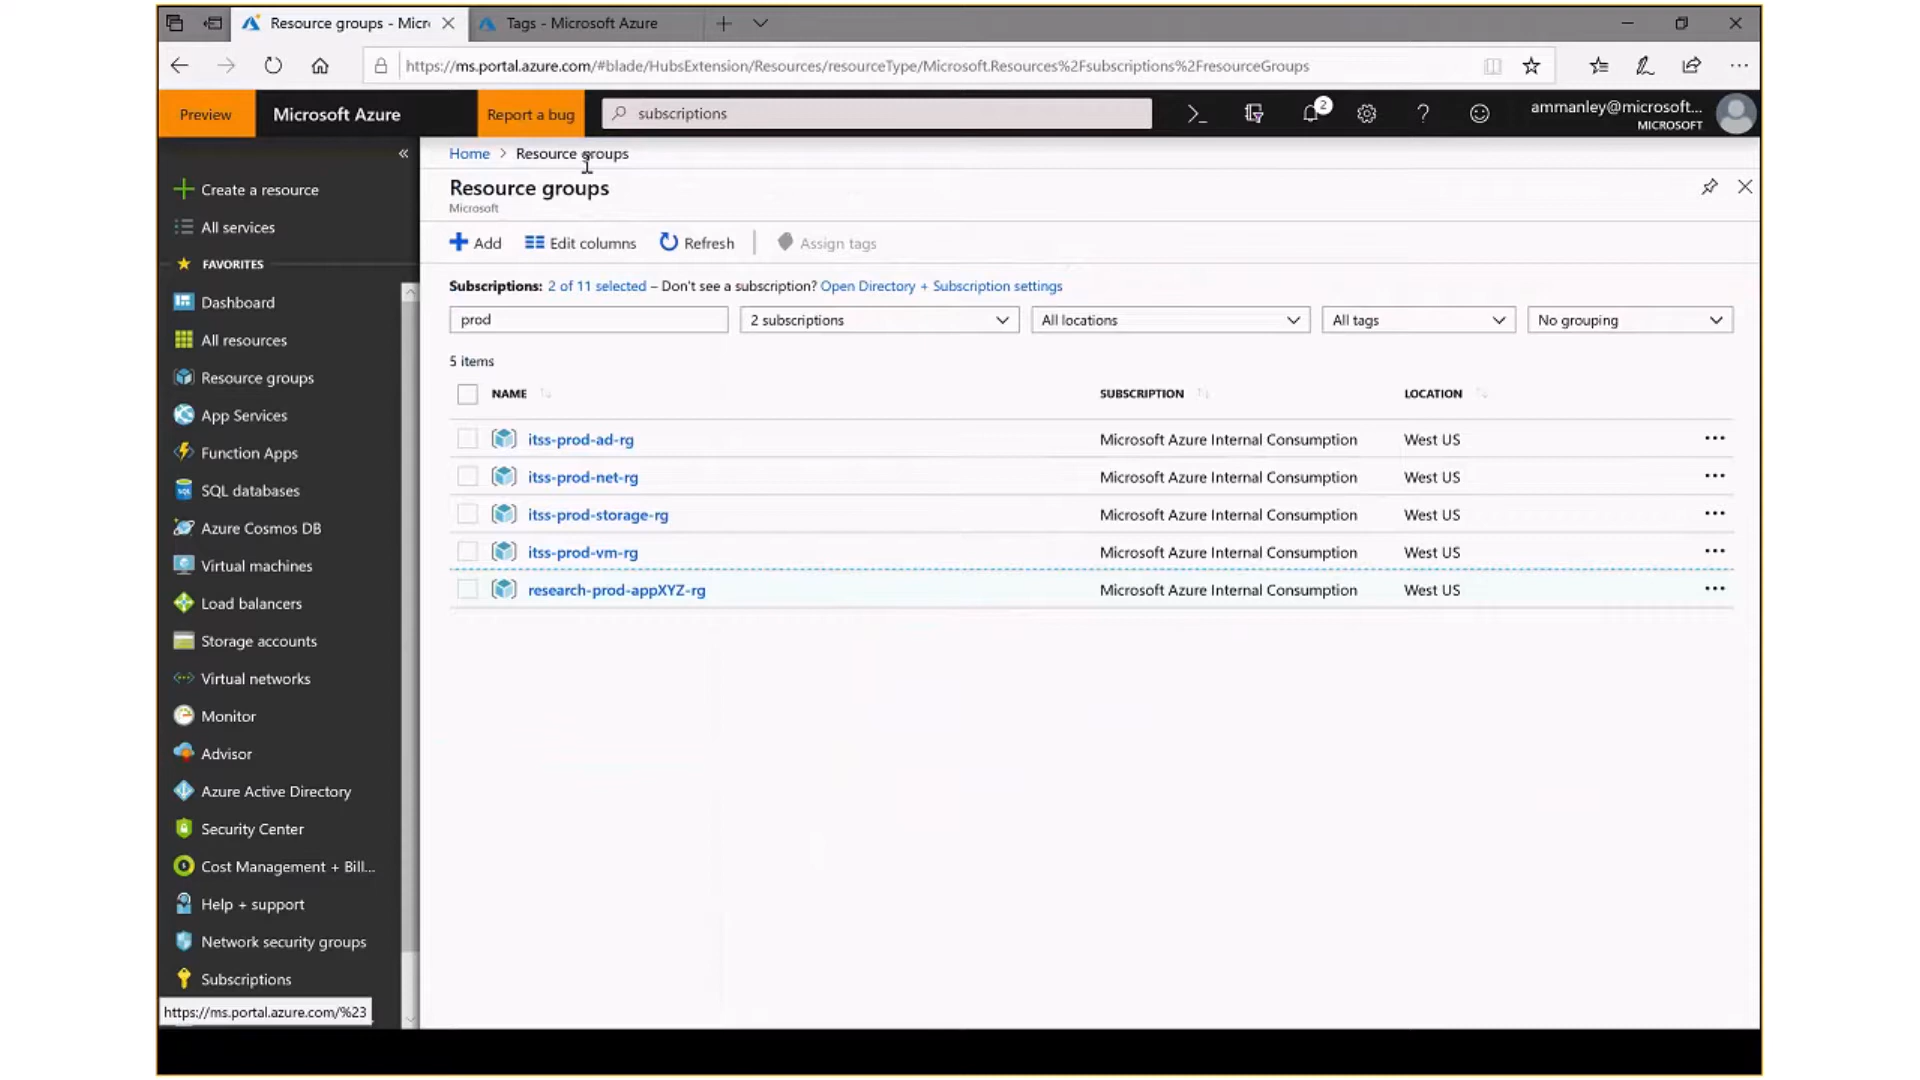 Resource groups - Micr
Tags - Microsoft Azure
https://ms.portal.azure.com/#blade/HubsExtension/Resources/resourceType/Microsoft.Resources%2Fsubscriptions%2FresourceGroups
Preview
Microsoft Azure
Report a bug
subscriptions
2
ammanley@microsoft...
MICROSOFT
Create a resource
All services
FAVORITES
Dashboard
All resources
Resource groups
App Services
Function Apps
SQL databases
Azure Cosmos DB
Virtual machines
Load balancers
Storage accounts
Virtual networks
Monitor
Advisor
Azure Active Directory
Security Center
Cost Management + Bill...
Help + support
Network security groups
Subscriptions
https://ms.portal.azure.com/%23
Home > Resource groups
Resource groups
Microsoft
Add Edit columns Refresh Assign tags
Subscriptions: 2 of 11 selected – Don't see a subscription? Open Directory + Subscription settings
prod 2 subscriptions All locations All tags No grouping
5 items
NAME SUBSCRIPTION LOCATION
itss-prod-ad-rg Microsoft Azure Internal Consumption West US
itss-prod-net-rg Microsoft Azure Internal Consumption West US
itss-prod-storage-rg Microsoft Azure Internal Consumption West US
itss-prod-vm-rg Microsoft Azure Internal Consumption West US
research-prod-appXYZ-rg Microsoft Azure Internal Consumption West US